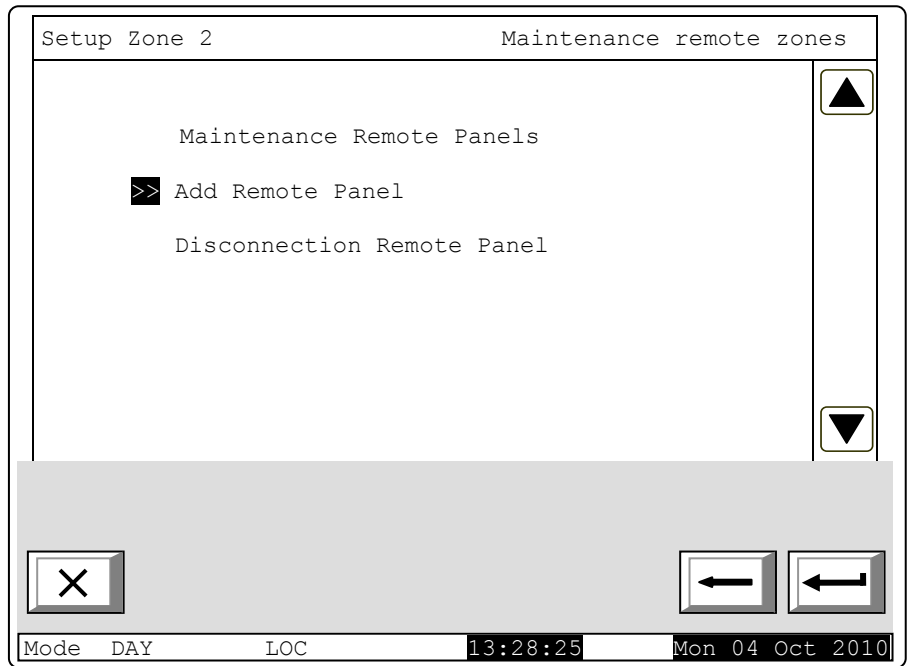 Setup Zone 2 Maintenance remote zones
Maintenance Remote Panels
>> Add Remote Panel
Disconnection Remote Panel
Mode DAY LOC 13:28:25 Mon 04 Oct 2010